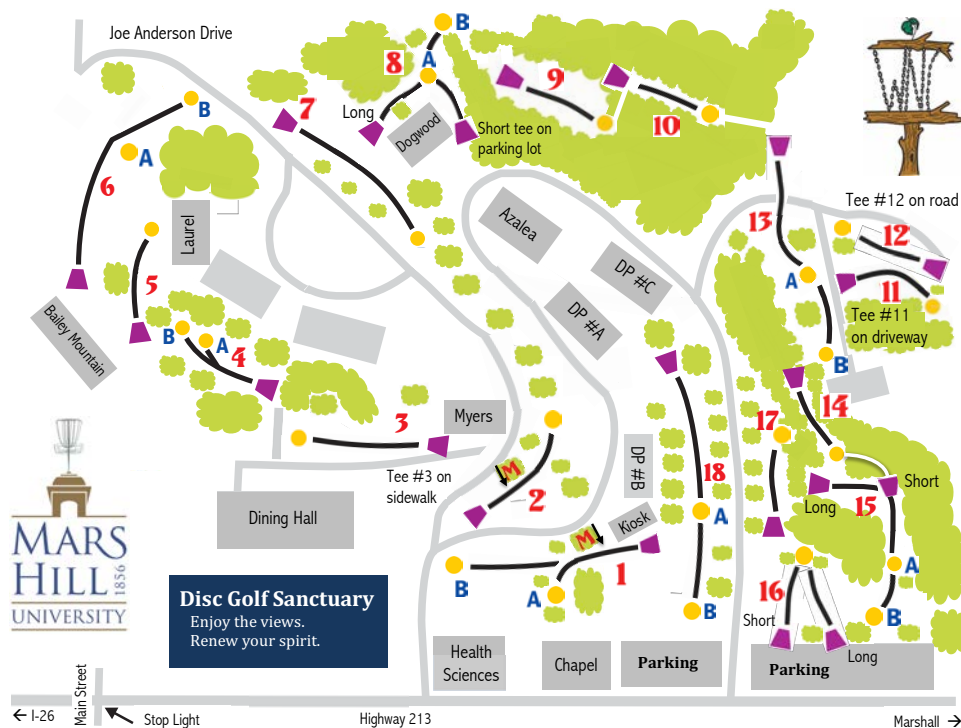 Joe Anderson Drive
B
A
8
Long
Dogwood
Short tee on
parking lot
9
10
7
B
A
6
Laurel
5
Bailey Mountain
B
A
4
Azalea
DP #C
DP #A
13
A
B
Tee #12 on road
12
11
Tee #11
on driveway
3
Myers
Tee #3 on
sidewalk
M
2
DP #B
18
A
B
17
14
Short
Long
15
A
B
Dining Hall
Kiosk
M
1
B
A
16
Short
Long
MARS
HILL
1856
UNIVERSITY
Disc Golf Sanctuary
Enjoy the views.
Renew your spirit.
Health
Sciences
Chapel
Parking
Parking
← I-26
Main Street
Stop Light
Highway 213
Marshall →